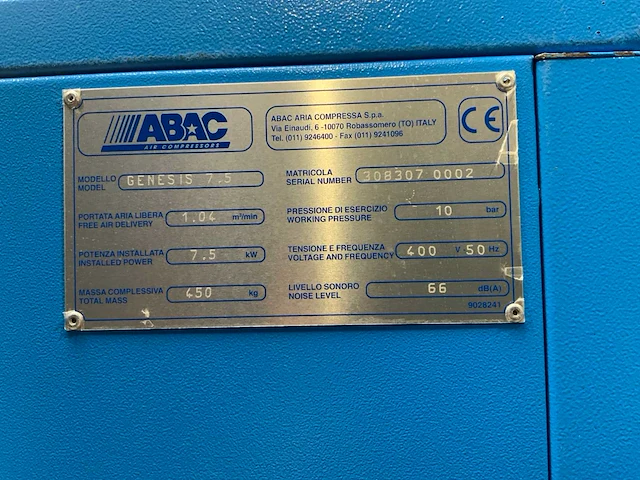 ABAC
AIR COMPRESSORS
ABAC ARIA COMPRESSA S.p.a.
Via Einaudi, 6 -10070 Robassomero (TO) ITALY
Tel. (011) 9246400 - Fax (011) 9241096
CE
MODELLO
MODEL
GENESIS 7.5
MATRICOLA
SERIAL NUMBER
308307 0002
PORTATA ARIA LIBERA
FREE AIR DELIVERY
1.04 m³/min
PRESSIONE DI ESERCIZIO
WORKING PRESSURE
10 bar
POTENZA INSTALLATA
INSTALLED POWER
7.5 kW
TENSIONE E FREQUENZA
VOLTAGE AND FREQUENCY
400 V 50 Hz
MASSA COMPLESSIVA
TOTAL MASS
450 kg
LIVELLO SONORO
NOISE LEVEL
66 dB(A)
9028241